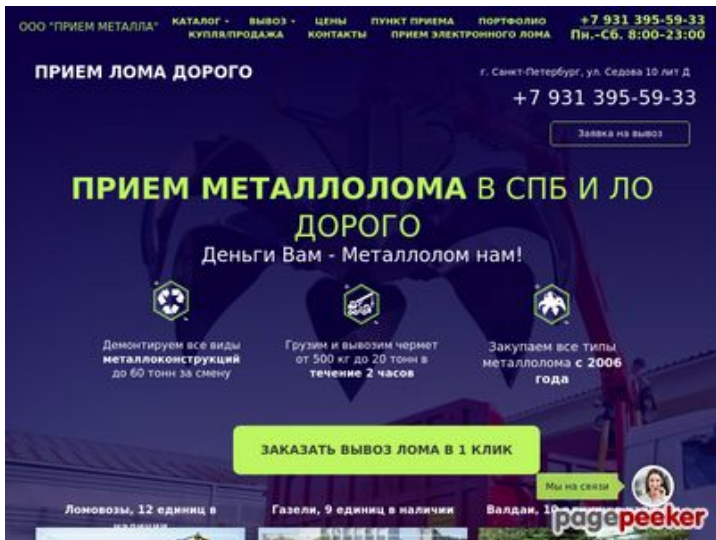 ООО "ПРИЕМ МЕТАЛЛА"
КАТАЛОГ
ВЫВОЗ
ЦЕНЫ
ПУНКТ ПРИЕМА
ПОРТФОЛИО
КУПЛЯ/ПРОДАЖА
КОНТАКТЫ
ПРИЕМ ЭЛЕКТРОННОГО ЛОМА
+7 931 395-59-33
Пн.-Сб. 8:00-23:00
ПРИЕМ ЛОМА ДОРОГО
г. Санкт-Петербург, ул. Седова 10 лит Д
+7 931 395-59-33
Заявка на вывоз
ПРИЕМ МЕТАЛЛОЛОМА В СПБ И ЛО
ДОРОГО
Деньги Вам - Металлолом нам!
Демонтируем все виды
металлоконструкций
до 60 тонн за смену
Грузим и вывозим чермет
от 500 кг до 20 тонн в
течение 2 часов
Закупаем все типы
металлолома с 2006
года
ЗАКАЗАТЬ ВЫВОЗ ЛОМА В 1 КЛИК
Мы на связи
Ломовозы, 12 единиц в
наличии
Газели, 9 единиц в наличии
Валдаи, 10
pagepeeker